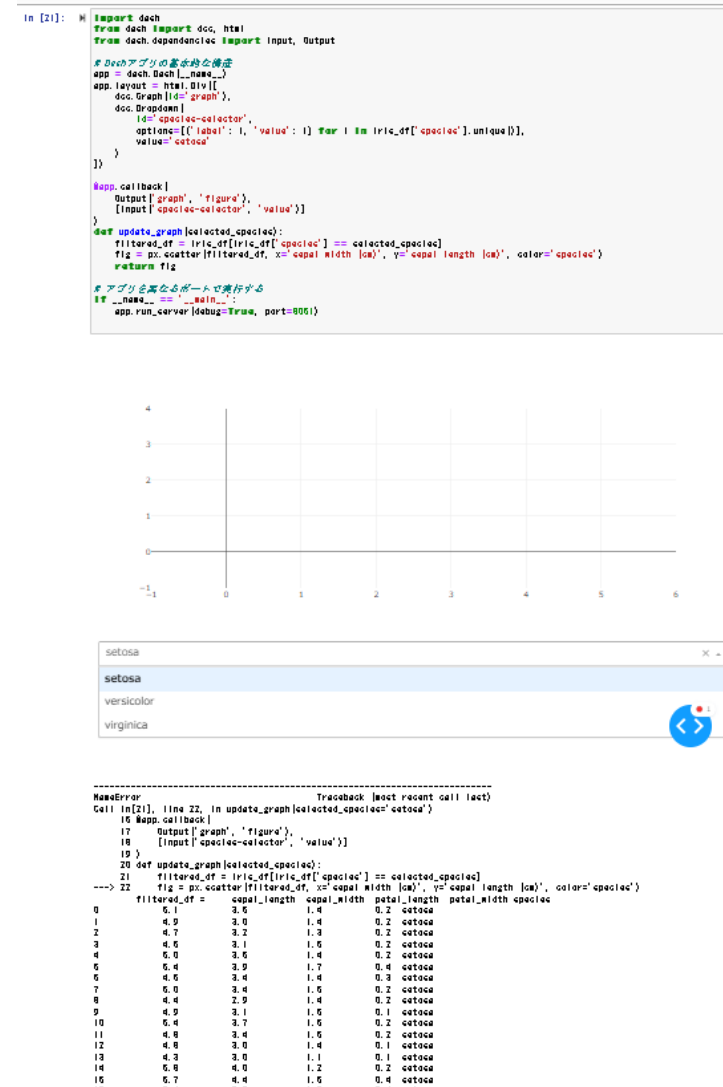 In [21]:
import dash
from dash import dcc, html
from dash.dependencies import Input, Output
# Dashアプリの基本的な構造
app = dash.Dash(__name__)
app.layout = html.Div([
dcc.Graph(id='graph'),
dcc.Dropdown(
id='species-selector',
options=[{'label': i, 'value': i} for i in iris_df['species'].unique()],
value='setosa'
)
])
@app.callback(
Output('graph', 'figure'),
[Input('species-selector', 'value')]
)
def update_graph(selected_species):
filtered_df = iris_df[iris_df['species'] == selected_species]
fig = px.scatter(filtered_df, x='sepal width (cm)', y='sepal length (cm)', color='species')
return fig
# アプリを異なるポートで実行する
if __name__ == '__main__':
app.run_server(debug=True, port=8051)
4
3
2
1
0
−1
−1 0 1 2 3 4 5 6
setosa
setosa
versicolor
virginica
1
---------------------------------------------------------------------------
NameError Traceback (most recent call last)
Cell In[21], line 22, in update_graph(selected_species='setosa')
16 @app.callback(
17 Output('graph', 'figure'),
18 [Input('species-selector', 'value')]
19 )
20 def update_graph(selected_species):
21 filtered_df = iris_df[iris_df['species'] == selected_species]
---> 22 fig = px.scatter(filtered_df, x='sepal width (cm)', y='sepal length (cm)', color='species')
filtered_df = sepal_length sepal_width petal_length petal_width species
0 5.1 3.5 1.4 0.2 setosa
1 4.9 3.0 1.4 0.2 setosa
2 4.7 3.2 1.3 0.2 setosa
3 4.6 3.1 1.5 0.2 setosa
4 5.0 3.6 1.4 0.2 setosa
5 5.4 3.9 1.7 0.4 setosa
6 4.6 3.4 1.4 0.3 setosa
7 5.0 3.4 1.5 0.2 setosa
8 4.4 2.9 1.4 0.2 setosa
9 4.9 3.1 1.5 0.1 setosa
10 5.4 3.7 1.5 0.2 setosa
11 4.8 3.4 1.6 0.2 setosa
12 4.8 3.0 1.4 0.1 setosa
13 4.3 3.0 1.1 0.1 setosa
14 5.8 4.0 1.2 0.2 setosa
15 5.7 4.4 1.5 0.4 setosa